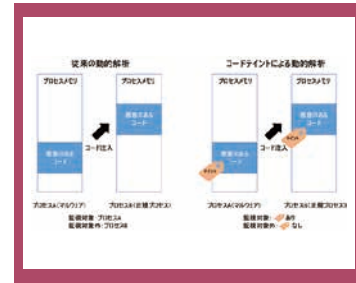 従来の動的解析
プロセスメモリ
プロセスメモリ
悪意のある
コード
コード注入
悪意のある
コード
プロセスA(マルウェア)
プロセスB(正規プロセス)
監視対象:プロセスA
監視対象外:プロセスB
コードテイントによる動的解析
プロセスメモリ
プロセスメモリ
悪意のある
コード
テイント
コード注入
悪意のある
コード
テイント
プロセスA(マルウェア)
プロセスB(正規プロセス)
監視対象: あり
監視対象外: なし